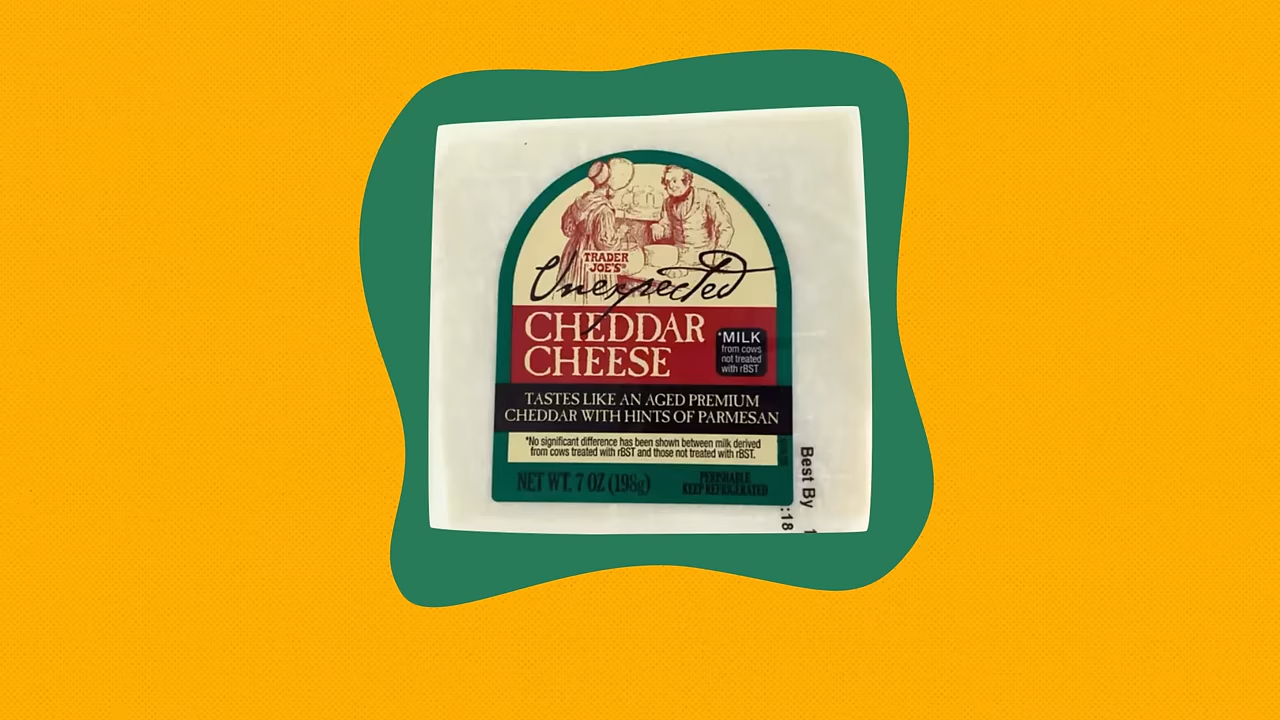 TRADER
JOE'S®
Unexpected
CHEDDAR
CHEESE
*MILK
from cows
not treated
with rBST
TASTES LIKE AN AGED PREMIUM
CHEDDAR WITH HINTS OF PARMESAN
*No significant difference has been shown between milk derived
from cows treated with rBST and those not treated with rBST.
NET WT. 7 OZ (198g)
PERISHABLE
KEEP REFRIGERATED
Best By 1
:18